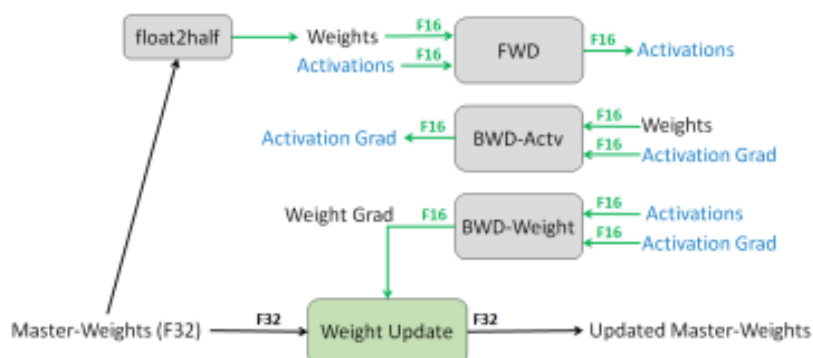 float2half
Weights
F16
F16
Activations
FWD
F16
Activations
Activation Grad
F16
BWD-Actv
F16
Weights
F16
Activation Grad
Weight Grad
F16
BWD-Weight
F16
Activations
F16
Activation Grad
Master-Weights (F32)
F32
Weight Update
F32
Updated Master-Weights